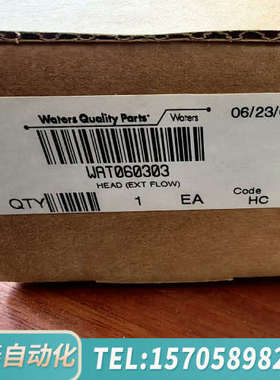 Waters Quality Parts Waters 06/23/
WAT060303
HEAD (EXT FLOW)
QTY 1 EA Code
HC
自动化 TEL:157058982